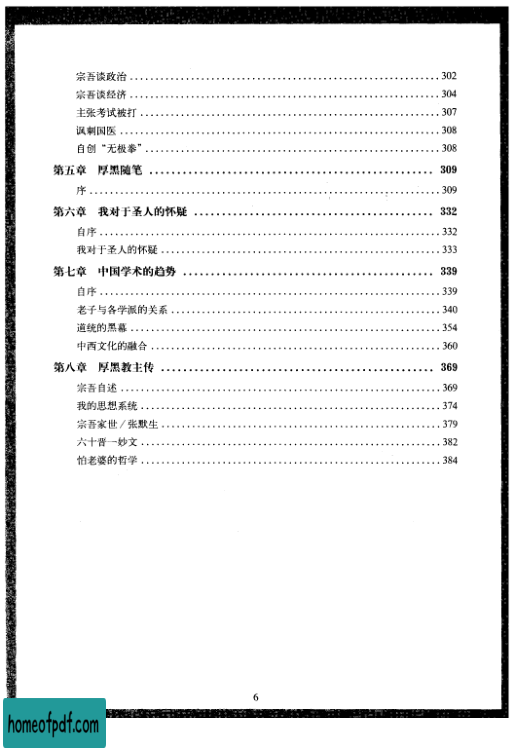 宗吾谈政治 302
宗吾谈经济 304
主张考试被打 307
讽刺国医 308
自创“无极拳” 308
第五章 厚黑随笔 309
序 309
第六章 我对于圣人的怀疑 332
自序 332
我对于圣人的怀疑 333
第七章 中国学术的趋势 339
自序 339
老子与各学派的关系 340
道统的黑幕 354
中西文化的融合 360
第八章 厚黑教主传 369
宗吾自述 369
我的思想系统 374
宗吾家世/张默生 379
六十晋一妙文 382
怕老婆的哲学 384
6
homeofpdf.com